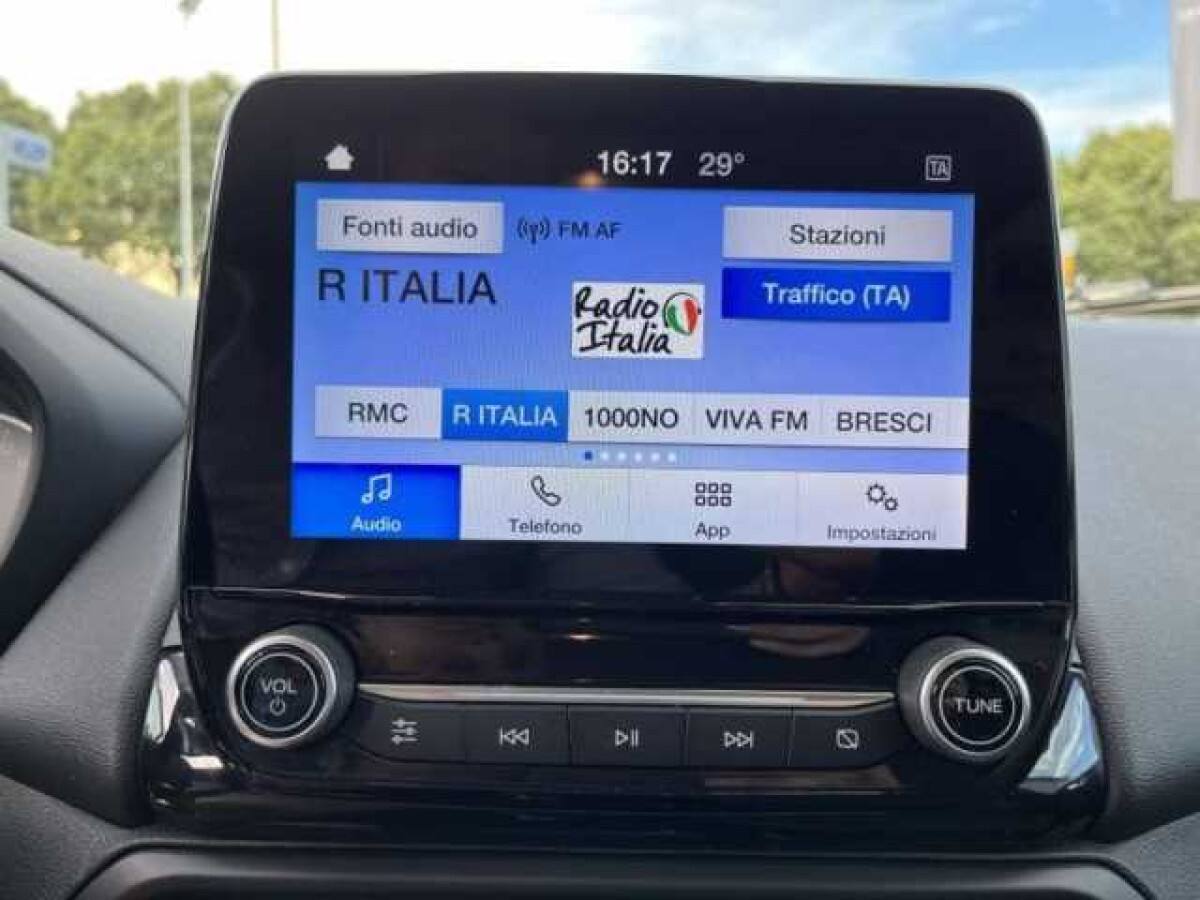 16:17 29° TA
Fonti audio FM AF Stazioni
R ITALIA
Radio
Italia
Traffico (TA)
RMC R ITALIA 1000NO VIVA FM BRESCI
Audio Telefono App Impostazioni
VOL
TUNE